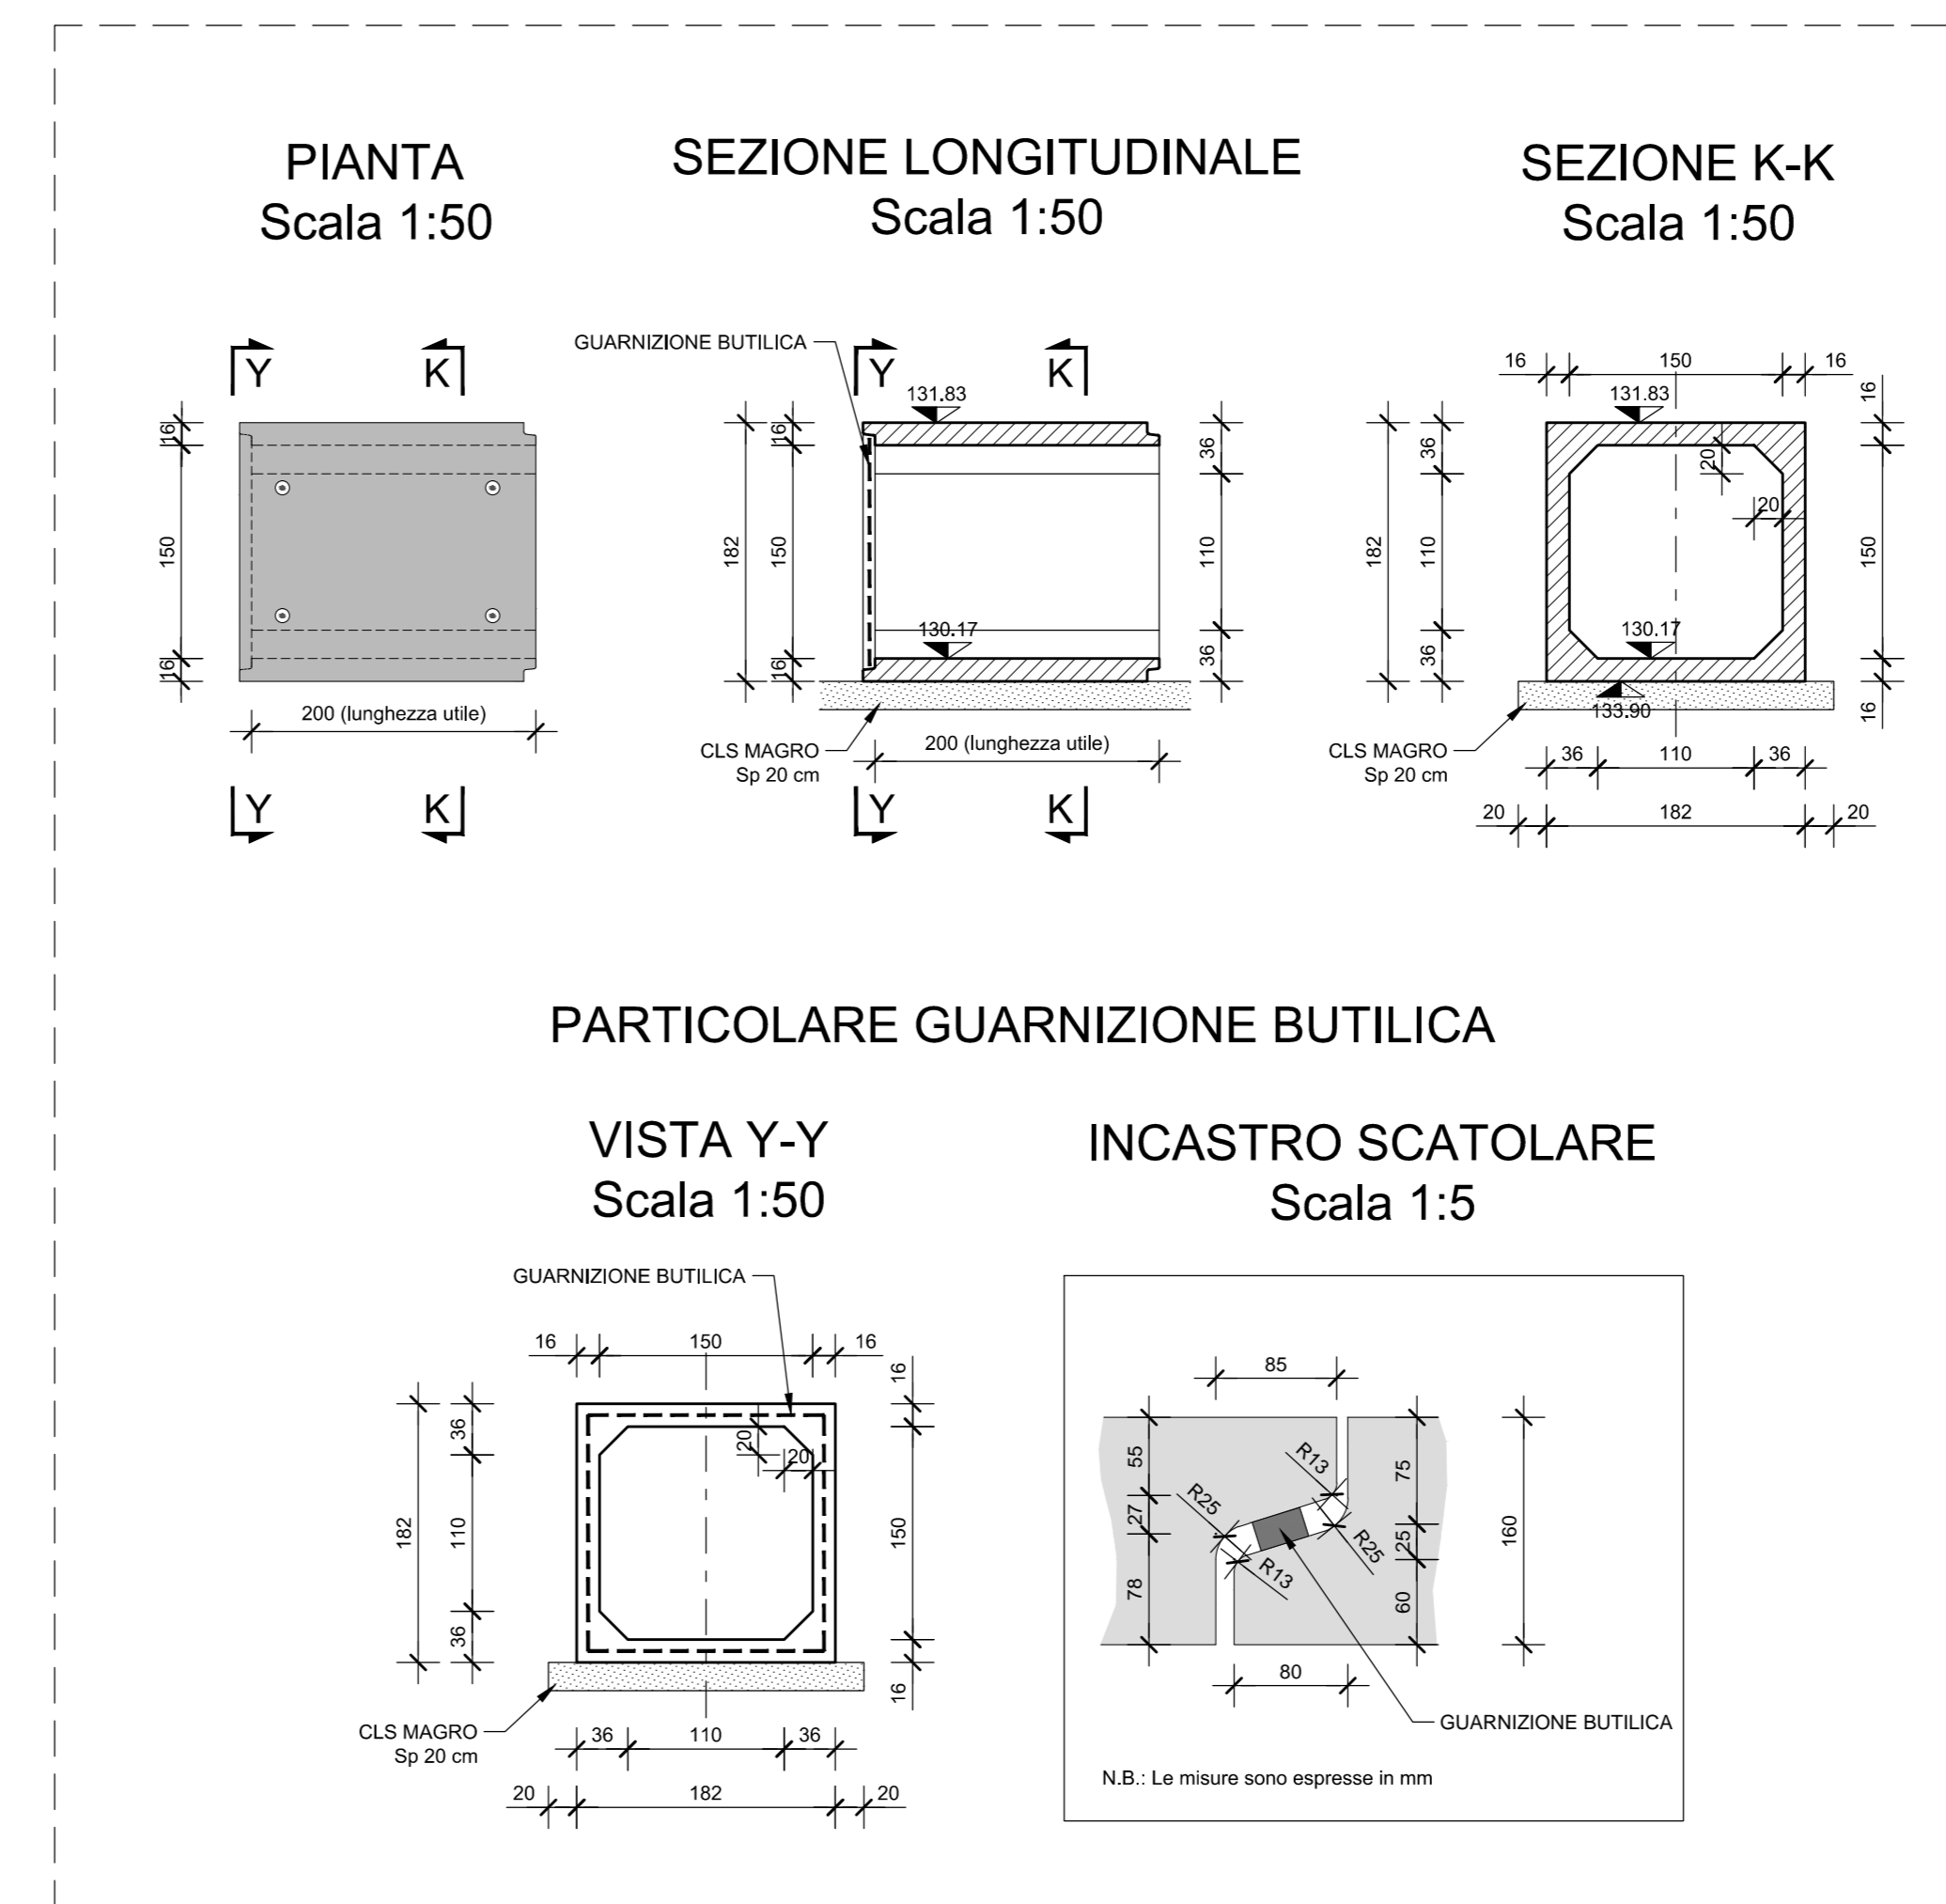 PIANTA
Scala 1:50
SEZIONE LONGITUDINALE
Scala 1:50
SEZIONE K-K
Scala 1:50
Y
K
16
150
16
200 (lunghezza utile)
Y
K
GUARNIZIONE BUTILICA
Y
K
131.83
182
16
150
16
36
110
36
130.17
CLS MAGRO
Sp 20 cm
200 (lunghezza utile)
Y
K
16
150
16
131.83
16
182
36
110
36
20
20
150
130.17
133.90
16
CLS MAGRO
Sp 20 cm
36
110
36
20
182
20
PARTICOLARE GUARNIZIONE BUTILICA
VISTA Y-Y
Scala 1:50
INCASTRO SCATOLARE
Scala 1:5
GUARNIZIONE BUTILICA
16
150
16
16
182
36
110
36
20
20
150
16
CLS MAGRO
Sp 20 cm
36
110
36
20
182
20
85
55
27
78
R13
R25
R25
R13
75
25
60
160
80
GUARNIZIONE BUTILICA
N.B.: Le misure sono espresse in mm